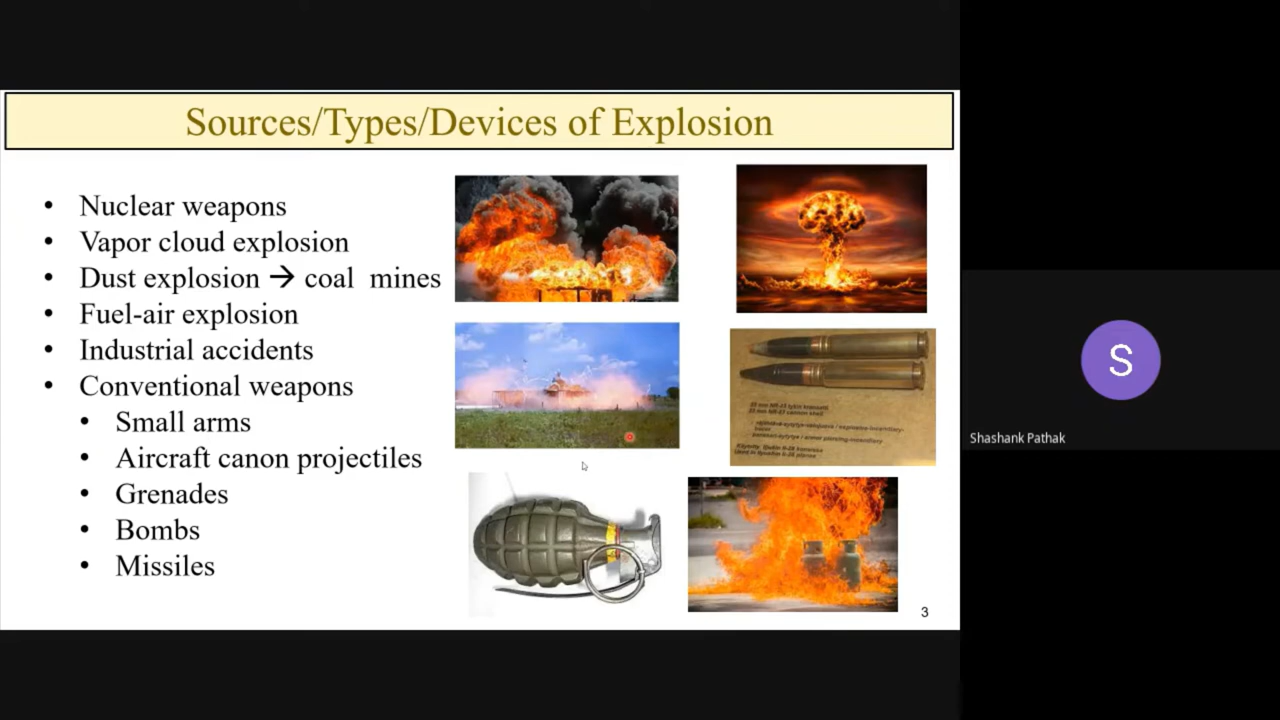 Sources/Types/Devices of Explosion
• Nuclear weapons
• Vapor cloud explosion
• Dust explosion → coal mines
• Fuel-air explosion
• Industrial accidents
• Conventional weapons
• Small arms
• Aircraft canon projectiles
• Grenades
• Bombs
• Missiles
3
S
Shashank Pathak